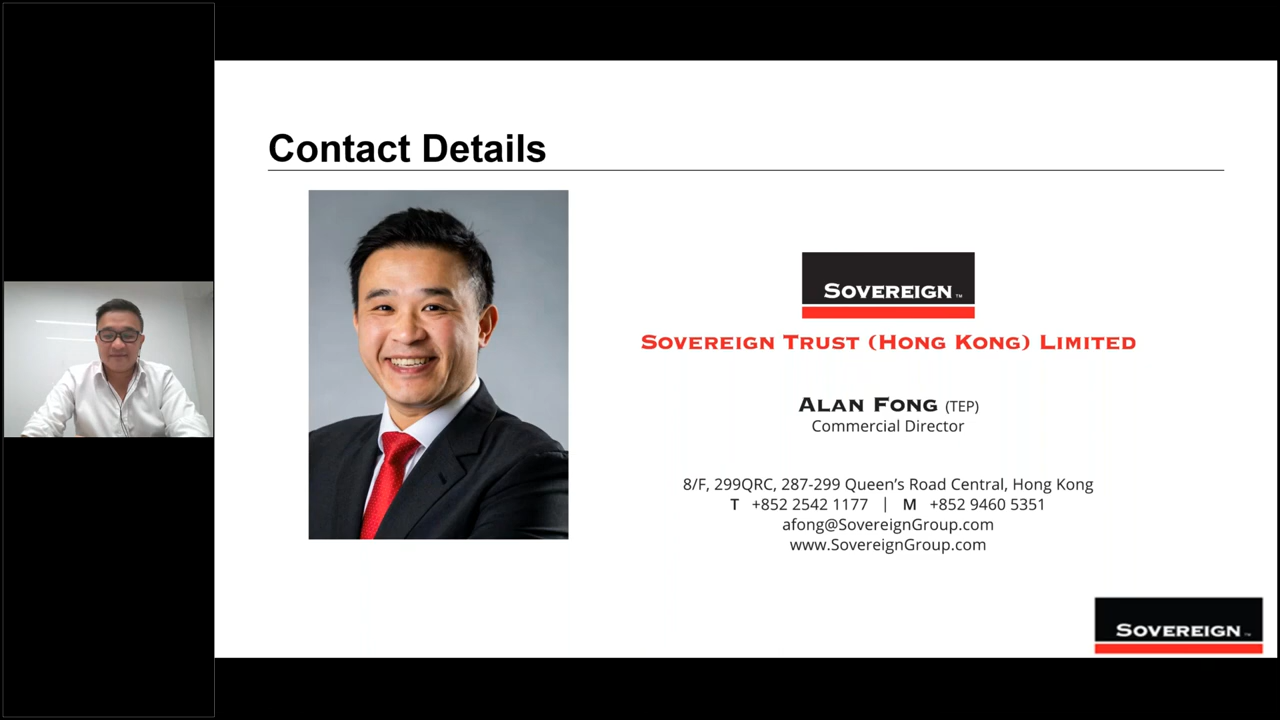 Contact Details
SOVEREIGN™
SOVEREIGN TRUST (HONG KONG) LIMITED
ALAN FONG (TEP)
Commercial Director
8/F, 299QRC, 287-299 Queen’s Road Central, Hong Kong
T +852 2542 1177 | M +852 9460 5351
afong@SovereignGroup.com
www.SovereignGroup.com
SOVEREIGN™